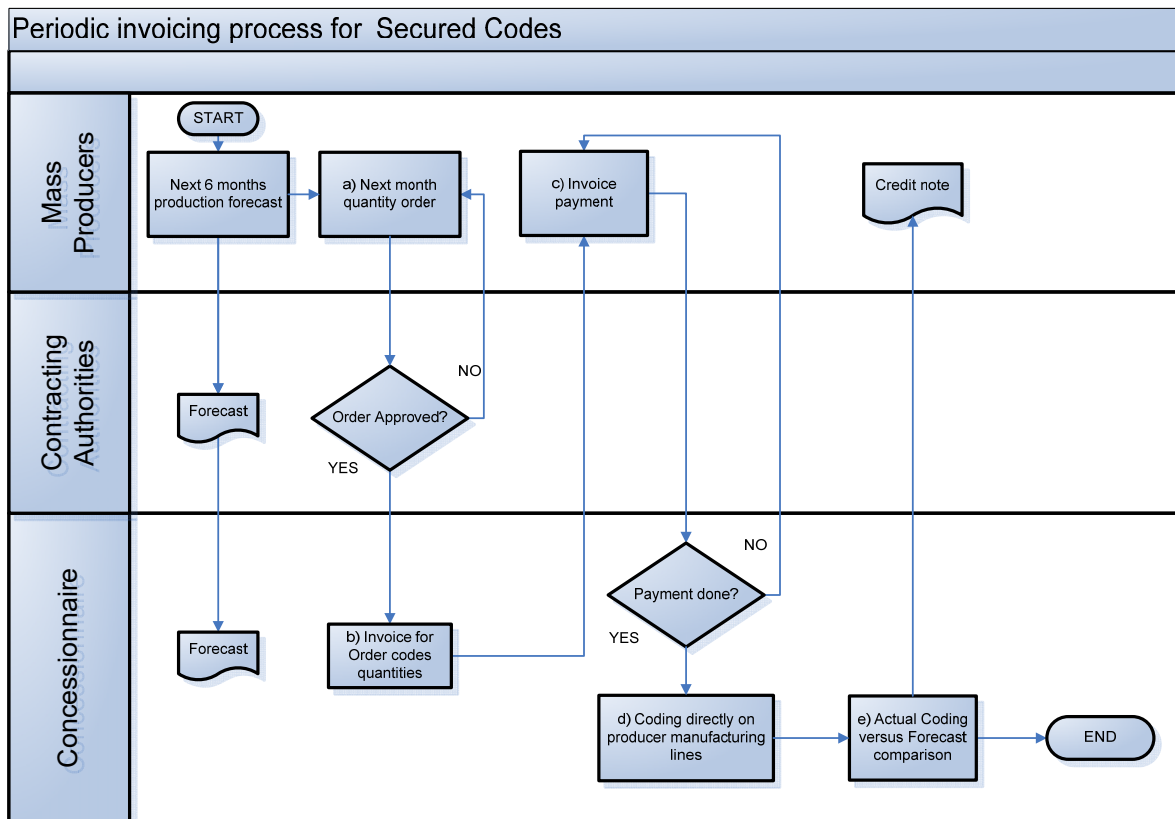 Periodic invoicing process for Secured Codes
Mass
Producers
START
Next 6 months
production forecast
a) Next month
quantity order
c) Invoice
payment
Credit note
Contracting
Authorities
Forecast
Order Approved?
NO
YES
Concessionnaire
Forecast
b) Invoice for
Order codes
quantities
Payment done?
NO
YES
d) Coding directly on
producer manufacturing
lines
e) Actual Coding
versus Forecast
comparison
END